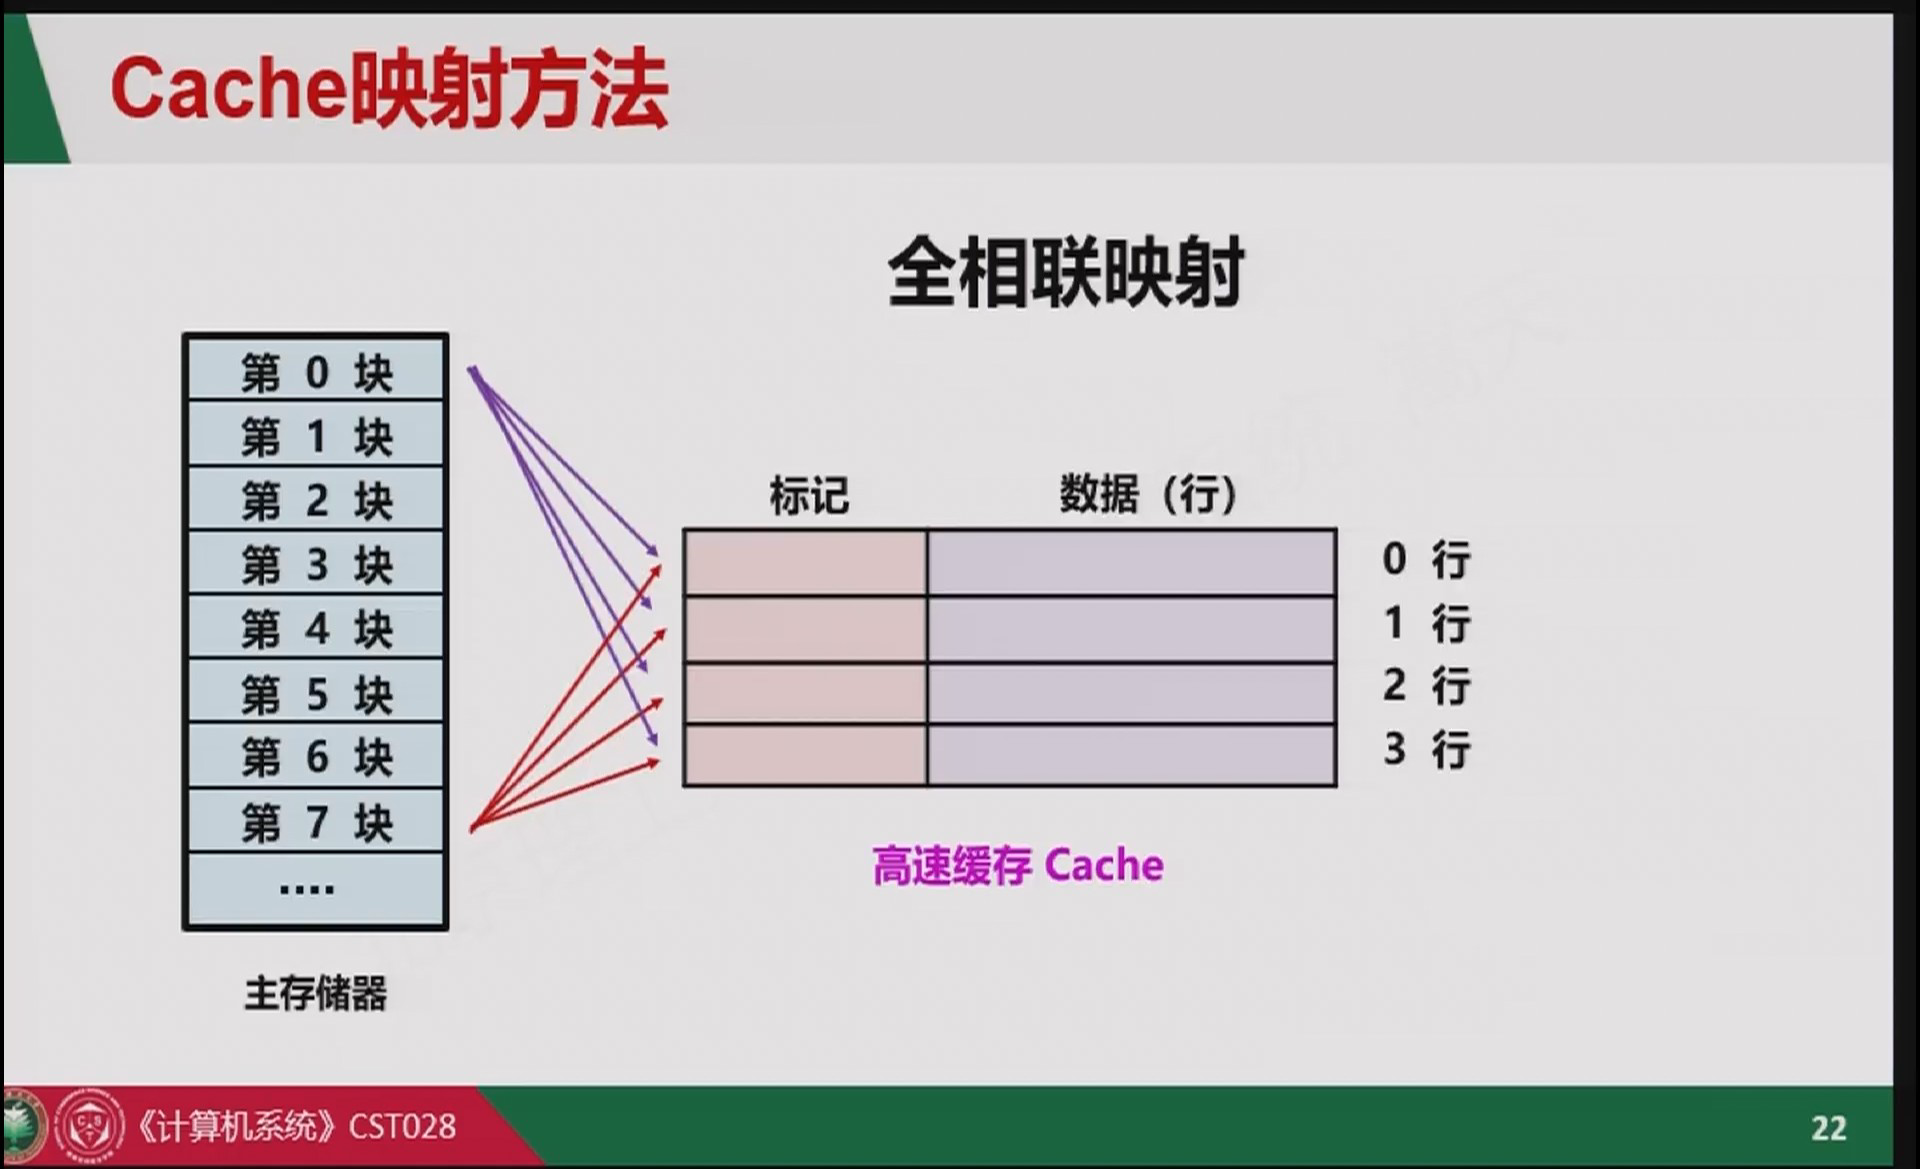 Cache映射方法
全相联映射
第 0 块
第 1 块
第 2 块
第 3 块
第 4 块
第 5 块
第 6 块
第 7 块
....
主存储器
标记 数据（行）
0 行
1 行
2 行
3 行
高速缓存 Cache
《计算机系统》CST028
22